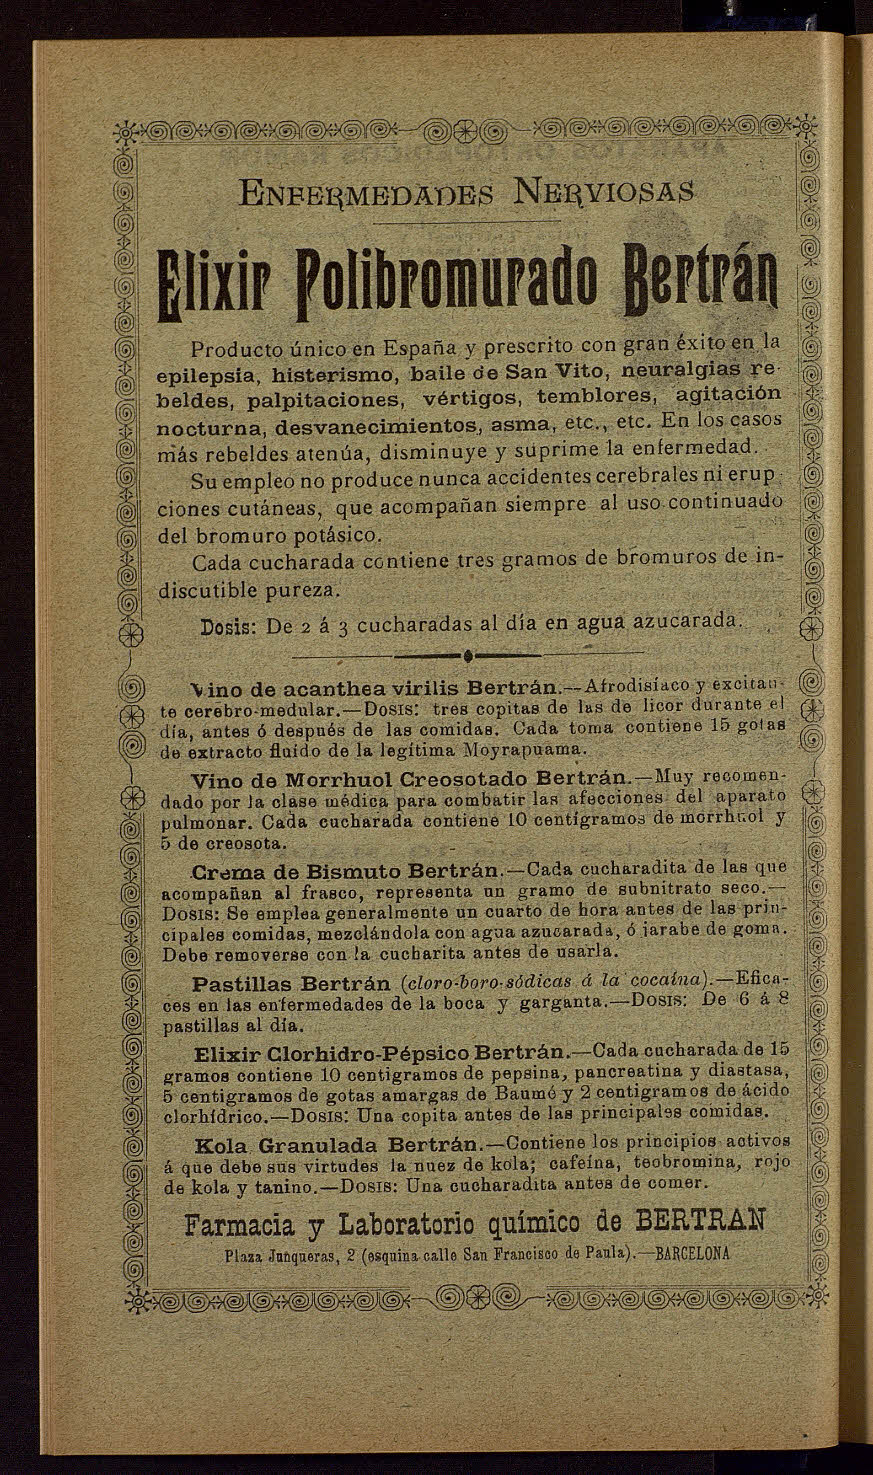 ENFERMEDADES NERVIOSAS
Elixir Polibromurado Bertrán
Producto único en España y prescrito con gran éxito en la
epilepsia, histerismo, baile de San Vito, neuralgias re-
beldes, palpitaciones, vértigos, temblores, agitación
nocturna, desvanecimientos, asma, etc., etc. En los casos
más rebeldes atenúa, disminuye y suprime la enfermedad.
Su empleo no produce nunca accidentes cerebrales ni erup
ciones cutáneas, que acompañan siempre al uso continuado
del bromuro potásico.
Cada cucharada contiene tres gramos de bromuros de in-
discutible pureza.
Dosis: De 2 á 3 cucharadas al día en agua azucarada.
Vino de acanthea virilis Bertrán.—Afrodisíaco y excitan-
te cerebro-medular.—DOSIS: tres copitas de las de licor durante el
día, antes ó después de las comidas. Cada toma contiene 15 gotas
de extracto fluido de la legítima Moyrapuama.
Vino de Morrhuol Creosotado Bertrán.—Muy recomen-
dado por la clase médica para combatir las afecciones del aparato
pulmonar. Cada cucharada contiene 10 centigramos de morrhuol y
5 de creosota.
Crema de Bismuto Bertrán.—Cada cucharadita de las que
acompañan al frasco, representa un gramo de subnitrato seco.—
DOSIS: Se emplea generalmente un cuarto de hora antes de las prin-
cipales comidas, mezclándola con agua azucarada, ó jarabe de goma.
Debe removerse con la cucharita antes de usarla.
Pastillas Bertrán (cloro-boro-sódicas á la cocaína).—Efica-
ces en las enfermedades de la boca y garganta.—DOSIS: De 6 á 8
pastillas al día.
Elixir Clorhidro-Pépsico Bertrán.—Cada cucharada de 15
gramos contiene 10 centigramos de pepsina, pancreatina y diastasa,
5 centigramos de gotas amargas de Baumé y 2 centigramos de ácido
clorhídrico.—DOSIS: Una copita antes de las principales comidas.
Kola Granulada Bertrán.—Contiene los principios activos
á que debe sus virtudes la nuez de kola; cafeína, teobromina, rojo
de kola y tanino.—DOSIS: Una cucharadita antes de comer.
Farmacia y Laboratorio químico de BERTRAN
Plaza Junqueras, 2 (esquina calle San Francisco de Paula).—BARCELONA